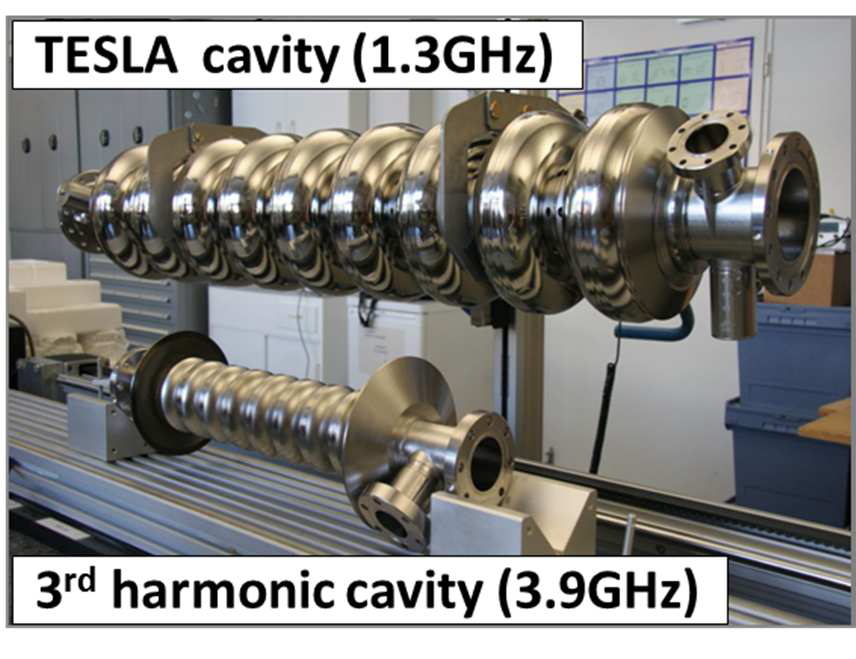 TESLA cavity (1.3GHz)
3rd harmonic cavity (3.9GHz)